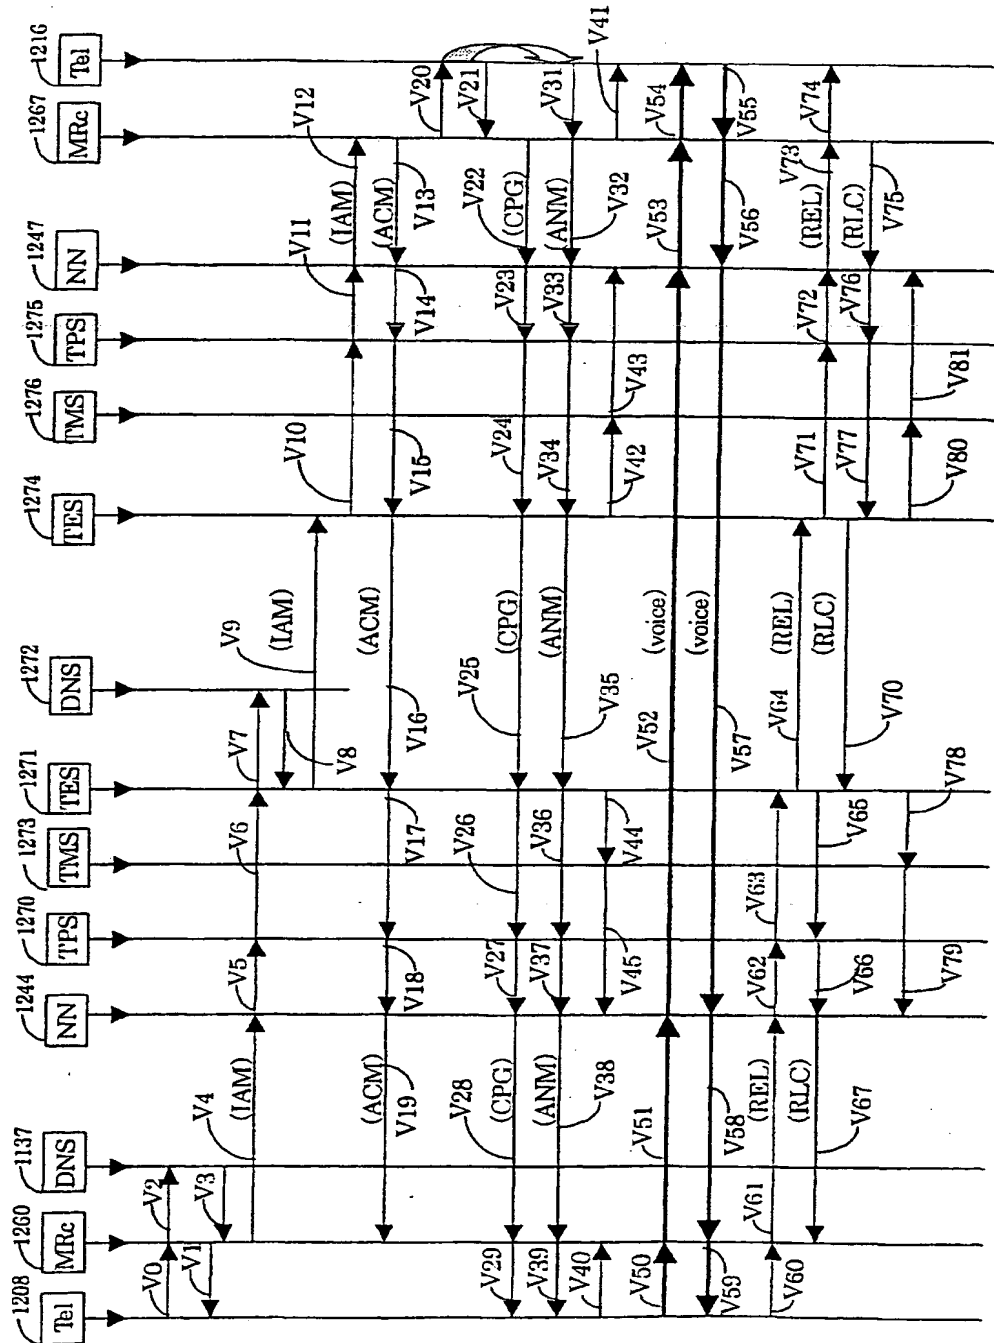 1208
Tel
1260
MRc
1137
DNS
1244
NN
1270
TPS
1273
TMS
1271
TES
1272
DNS
1274
TES
1276
TMS
1275
TPS
1247
NN
1267
MRc
1216
Tel
V0
V1
V2
V3
V4
(IAM)
V5
V6
V7
V8
V9
(IAM)
V10
V11
V12
(IAM)
(ACM)
V13
V14
V15
(ACM)
V16
V17
V18
(ACM)
V19
V20
V21
V22
(CPG)
V23
V24
(CPG)
V25
V26
V27
V28
(CPG)
V29
V31
(ANM)
V32
V33
V34
(ANM)
V35
V36
V37
(ANM)
V38
V39
V40
V41
V42
V43
V44
V45
V50
V51
V52
(voice)
V53
V54
V55
V56
(voice)
V57
V58
V59
V60
V61
(REL)
V62
V63
V64
(REL)
(RLC)
V65
V66
(RLC)
V67
V70
V71
V72
V73
(REL)
V74
(RLC)
V75
V76
V77
V78
V79
V80
V81